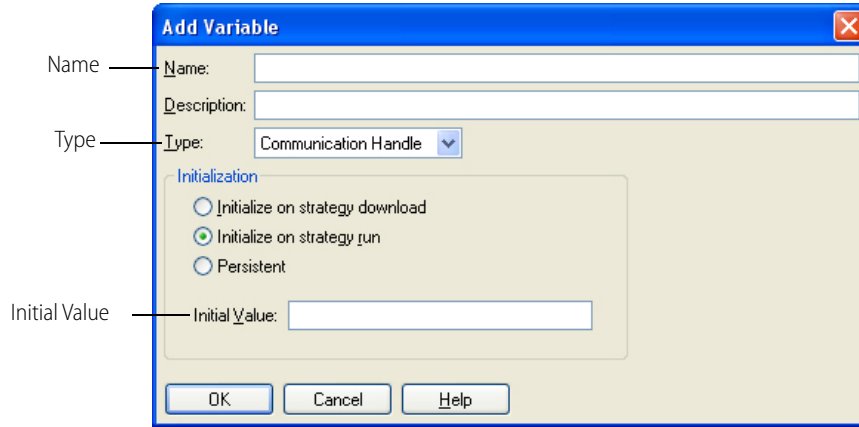 Add Variable
Name
Name:
Description:
Type
Type:
Communication Handle
Initialization
Initialize on strategy download
Initialize on strategy run
Persistent
Initial Value
Initial Value:
OK
Cancel
Help